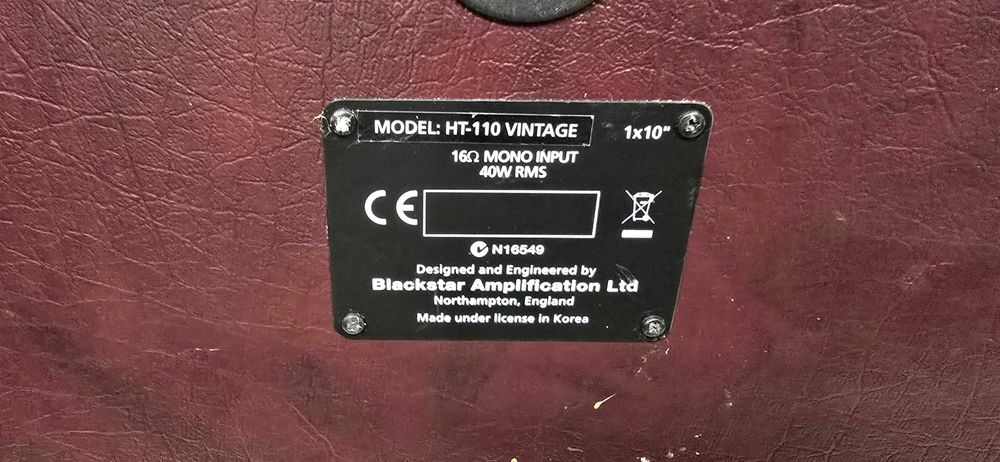 MODEL: HT-110 VINTAGE 1x10"
16Ω MONO INPUT
40W RMS
CE
N16549
Designed and Engineered by
Blackstar Amplification Ltd
Northampton, England
Made under license in Korea